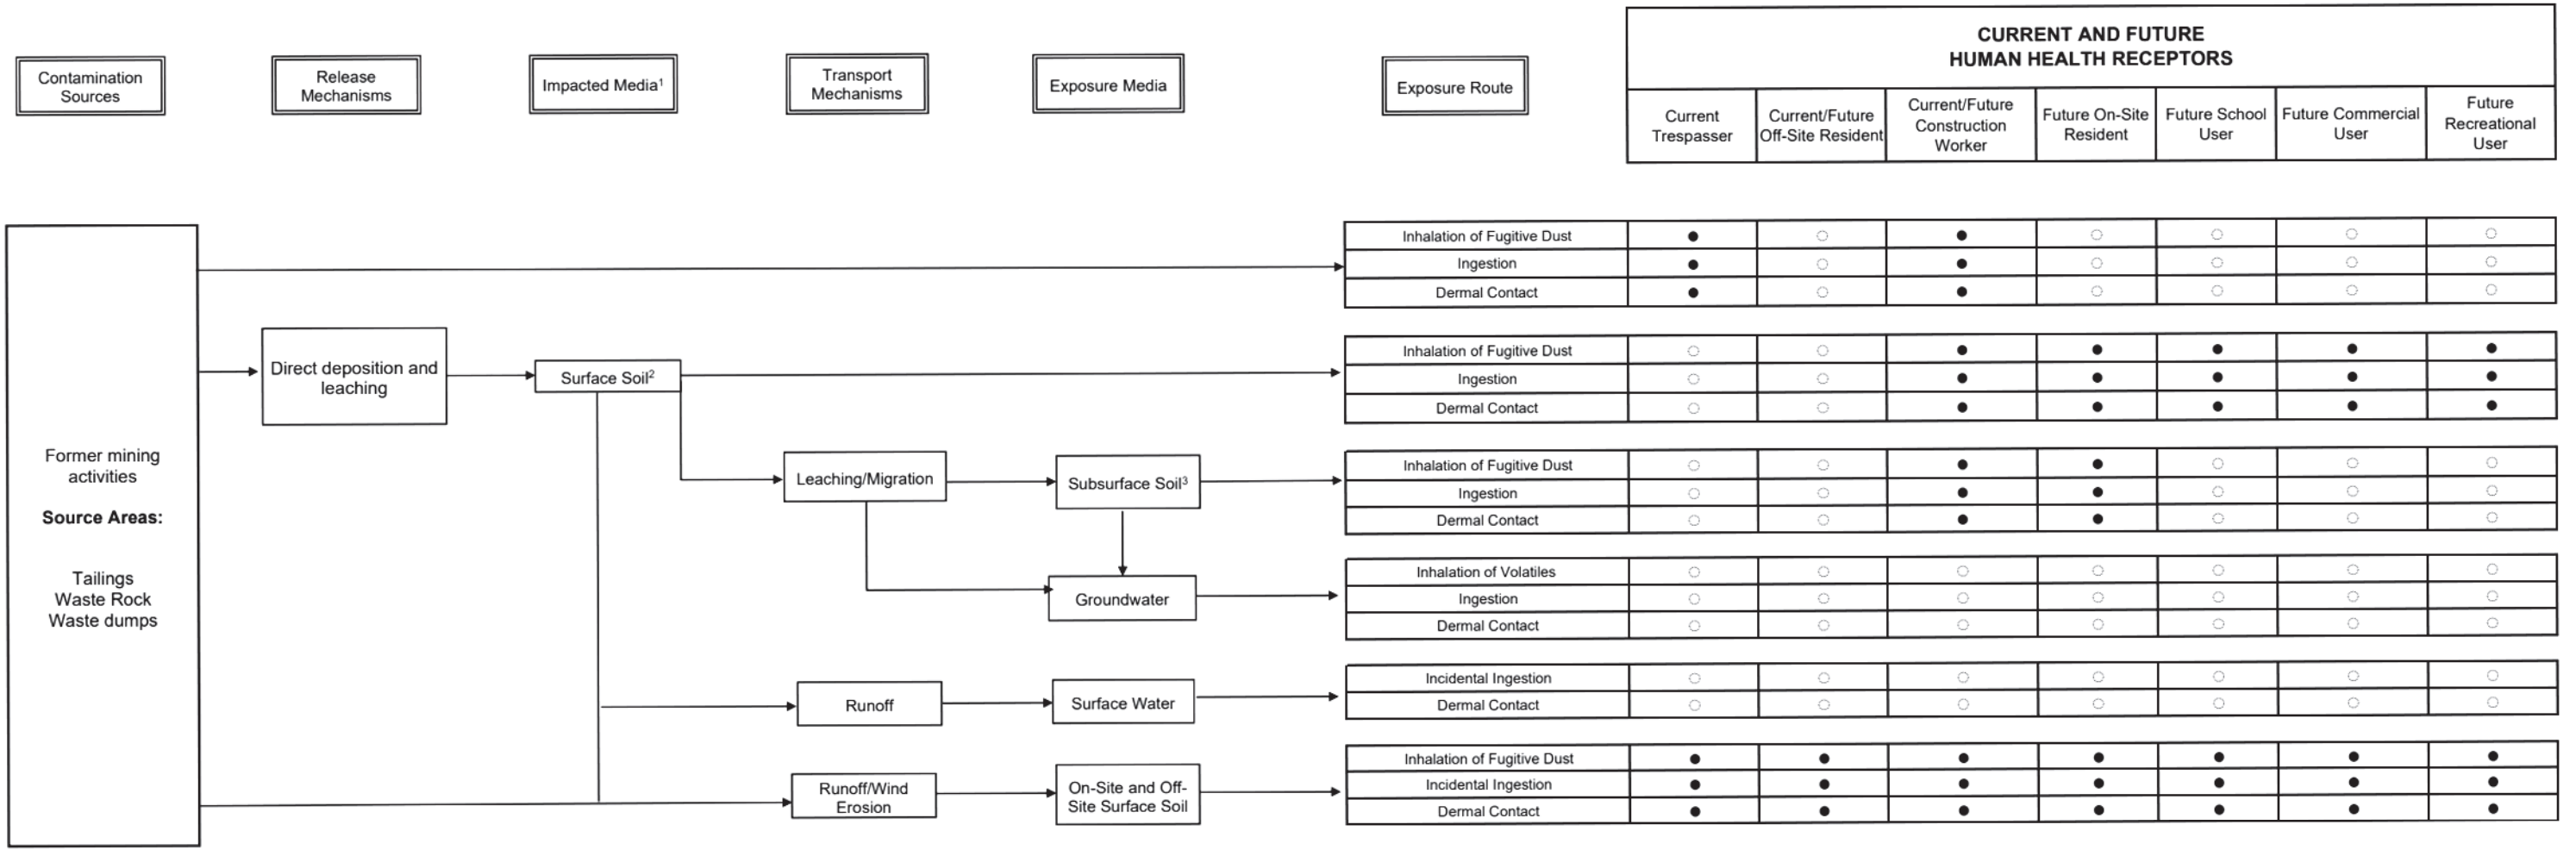 CURRENT AND FUTURE
HUMAN HEALTH RECEPTORS
Contamination
Sources
Release
Mechanisms
Impacted Media¹
Transport
Mechanisms
Exposure Media
Exposure Route
Current
Trespasser
Current/Future
Off-Site Resident
Current/Future
Construction
Worker
Future On-Site
Resident
Future School
User
Future Commercial
User
Future
Recreational
User
Former mining
activities
Source Areas:
Tailings
Waste Rock
Waste dumps
Inhalation of Fugitive Dust
Ingestion
Dermal Contact
Direct deposition and
leaching
Surface Soil²
Inhalation of Fugitive Dust
Ingestion
Dermal Contact
Leaching/Migration
Subsurface Soil³
Inhalation of Fugitive Dust
Ingestion
Dermal Contact
Groundwater
Inhalation of Volatiles
Ingestion
Dermal Contact
Runoff
Surface Water
Incidental Ingestion
Dermal Contact
Runoff/Wind
Erosion
On-Site and Off-
Site Surface Soil
Inhalation of Fugitive Dust
Incidental Ingestion
Dermal Contact